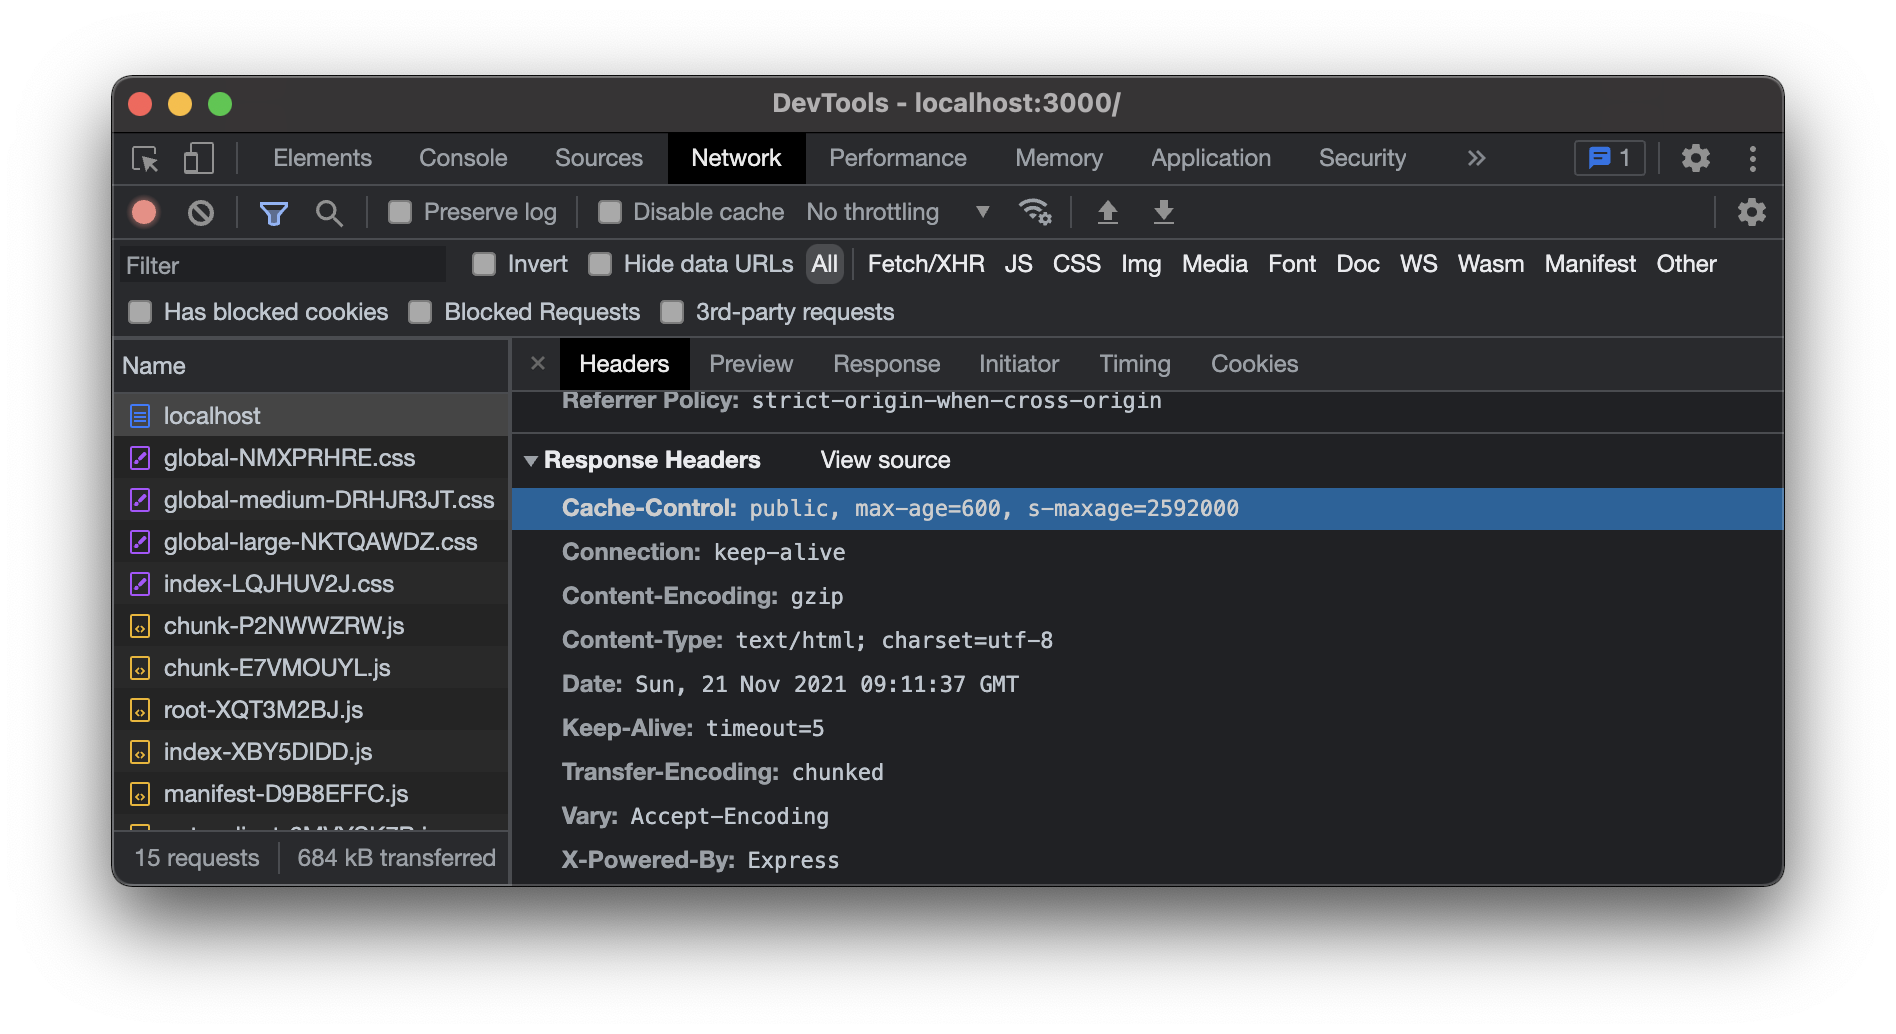 DevTools - localhost:3000/
Elements Console Sources Network Performance Memory Application Security » 1
Preserve log Disable cache No throttling
Filter Invert Hide data URLs All Fetch/XHR JS CSS Img Media Font Doc WS Wasm Manifest Other
Has blocked cookies Blocked Requests 3rd-party requests
Name
localhost
global-NMXPRHRE.css
global-medium-DRHJR3JT.css
global-large-NKTQAWDZ.css
index-LQJHUV2J.css
chunk-P2NWWZRW.js
chunk-E7VMOUYL.js
root-XQT3M2BJ.js
index-XBY5DIDD.js
manifest-D9B8EFFC.js
15 requests 684 kB transferred
× Headers Preview Response Initiator Timing Cookies
Referrer Policy: strict-origin-when-cross-origin
Response Headers View source
Cache-Control: public, max-age=600, s-maxage=2592000
Connection: keep-alive
Content-Encoding: gzip
Content-Type: text/html; charset=utf-8
Date: Sun, 21 Nov 2021 09:11:37 GMT
Keep-Alive: timeout=5
Transfer-Encoding: chunked
Vary: Accept-Encoding
X-Powered-By: Express